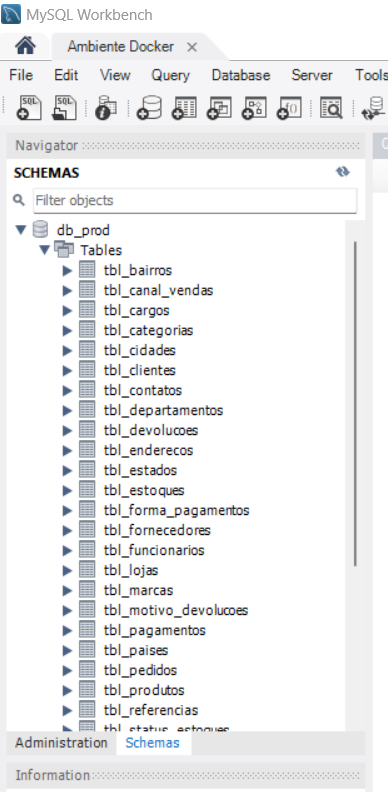 MySQL Workbench
Ambiente Docker
File Edit View Query Database Server Tools
SQL SQL
Navigator
SCHEMAS
Filter objects
db_prod
Tables
tbl_bairros
tbl_canal_vendas
tbl_cargos
tbl_categorias
tbl_cidades
tbl_clientes
tbl_contatos
tbl_departamentos
tbl_devolucoes
tbl_enderecos
tbl_estados
tbl_estoques
tbl_forma_pagamentos
tbl_fornecedores
tbl_funcionarios
tbl_lojas
tbl_marcas
tbl_motivo_devolucoes
tbl_pagamentos
tbl_paises
tbl_pedidos
tbl_produtos
tbl_referencias
tbl_status_estoques
Administration Schemas
Information